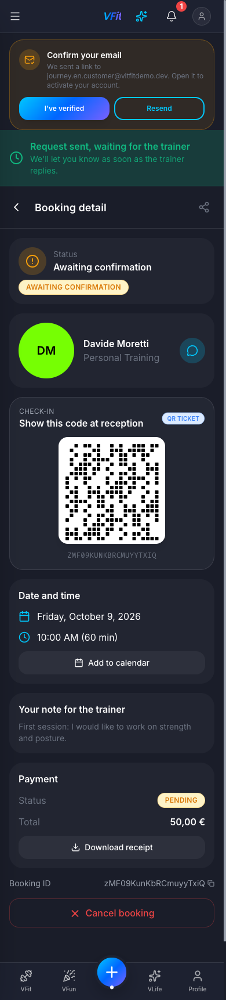 VFit
1
Confirm your email
We sent a link to
journey.en.customer@vitfitdemo.dev. Open it to
activate your account.
I've verified
Resend
Request sent, waiting for the trainer
We'll let you know as soon as the trainer
replies.
Booking detail
Status
Awaiting confirmation
AWAITING CONFIRMATION
DM
Davide Moretti
Personal Training
CHECK-IN
Show this code at reception
QR TICKET
ZMF09KUNKBRCMUYYTXIQ
Date and time
Friday, October 9, 2026
10:00 AM (60 min)
Add to calendar
Your note for the trainer
First session: I would like to work on strength
and posture.
Payment
Status
PENDING
Total
50,00 €
Download receipt
Booking ID
zMF09KunKbRCmuyyTxiQ
Cancel booking
VFit
VFun
VLife
Profile